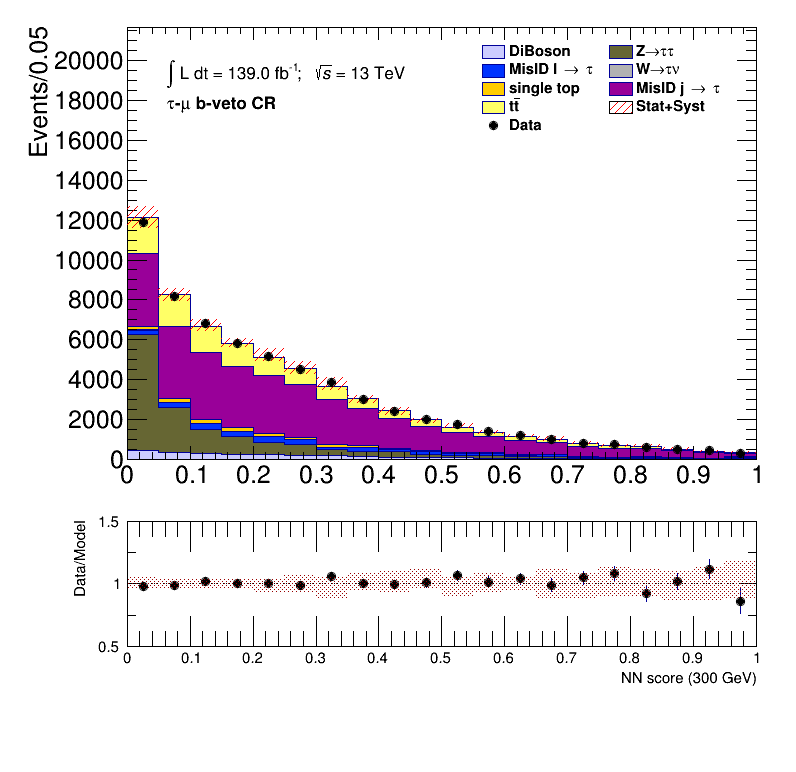 Events/0.05
20000
18000
16000
14000
12000
10000
8000
6000
4000
2000
0
∫ L dt = 139.0 fb⁻¹; √s = 13 TeV
τ-μ b-veto CR
DiBoson
MisID l → τ
single top
tt̄
Data
Z→ττ
W→τν
MisID j → τ
Stat+Syst
0 0.1 0.2 0.3 0.4 0.5 0.6 0.7 0.8 0.9 1
Data/Model
1.5
1
0.5
0 0.1 0.2 0.3 0.4 0.5 0.6 0.7 0.8 0.9 1
NN score (300 GeV)